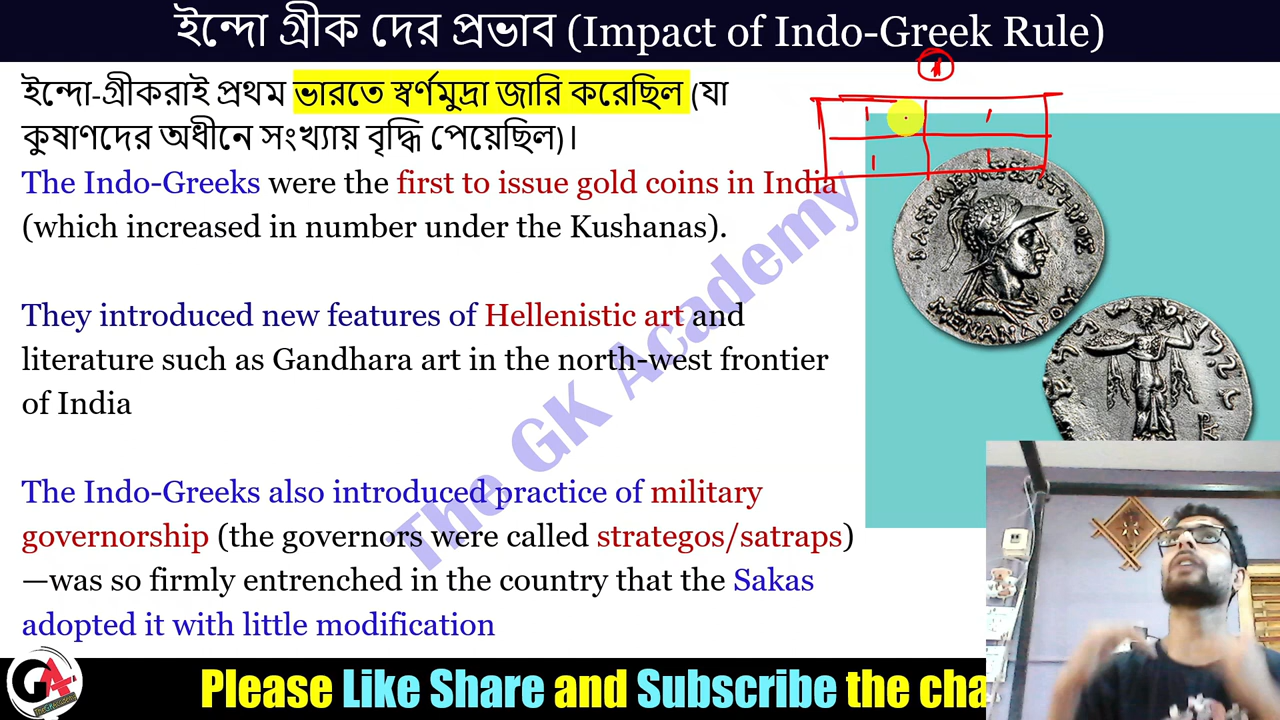 ইন্দো গ্রীক দের প্রভাব (Impact of Indo-Greek Rule)
1
ইন্দো-গ্রীকরাই প্রথম ভারতে স্বর্ণমুদ্রা জারি করেছিল (যা
কুষাণদের অধীনে সংখ্যায় বৃদ্ধি পেয়েছিল)।
The Indo-Greeks were the first to issue gold coins in India
(which increased in number under the Kushanas).
They introduced new features of Hellenistic art and
literature such as Gandhara art in the north-west frontier
of India
The Indo-Greeks also introduced practice of military
governorship (the governors were called strategos/satraps)
—was so firmly entrenched in the country that the Sakas
adopted it with little modification
The GK Academy
ΜΕΝΑΝΔΡΟΥ
GA
Please Like Share and Subscribe the cha